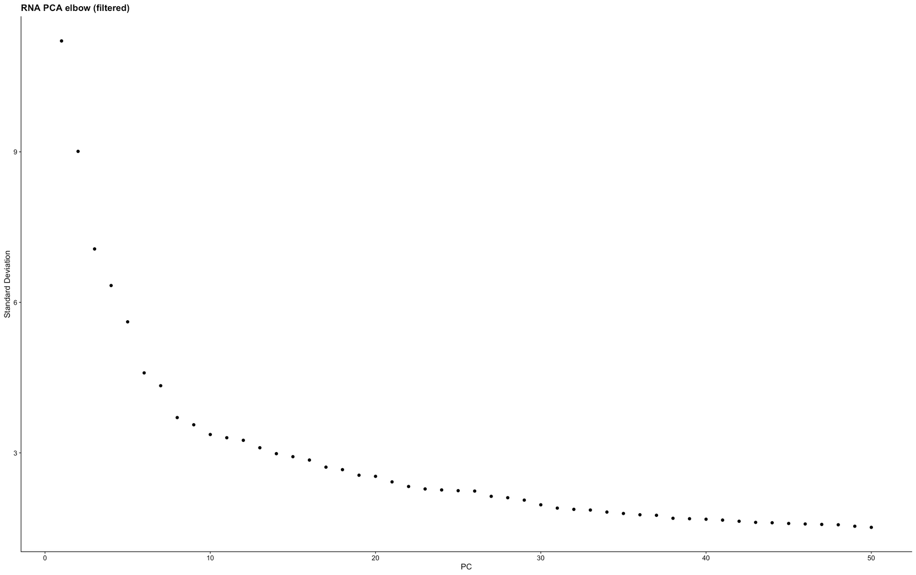 RNA PCA elbow (filtered)
Standard Deviation
9
6
3
0 10 20 30 40 50
PC